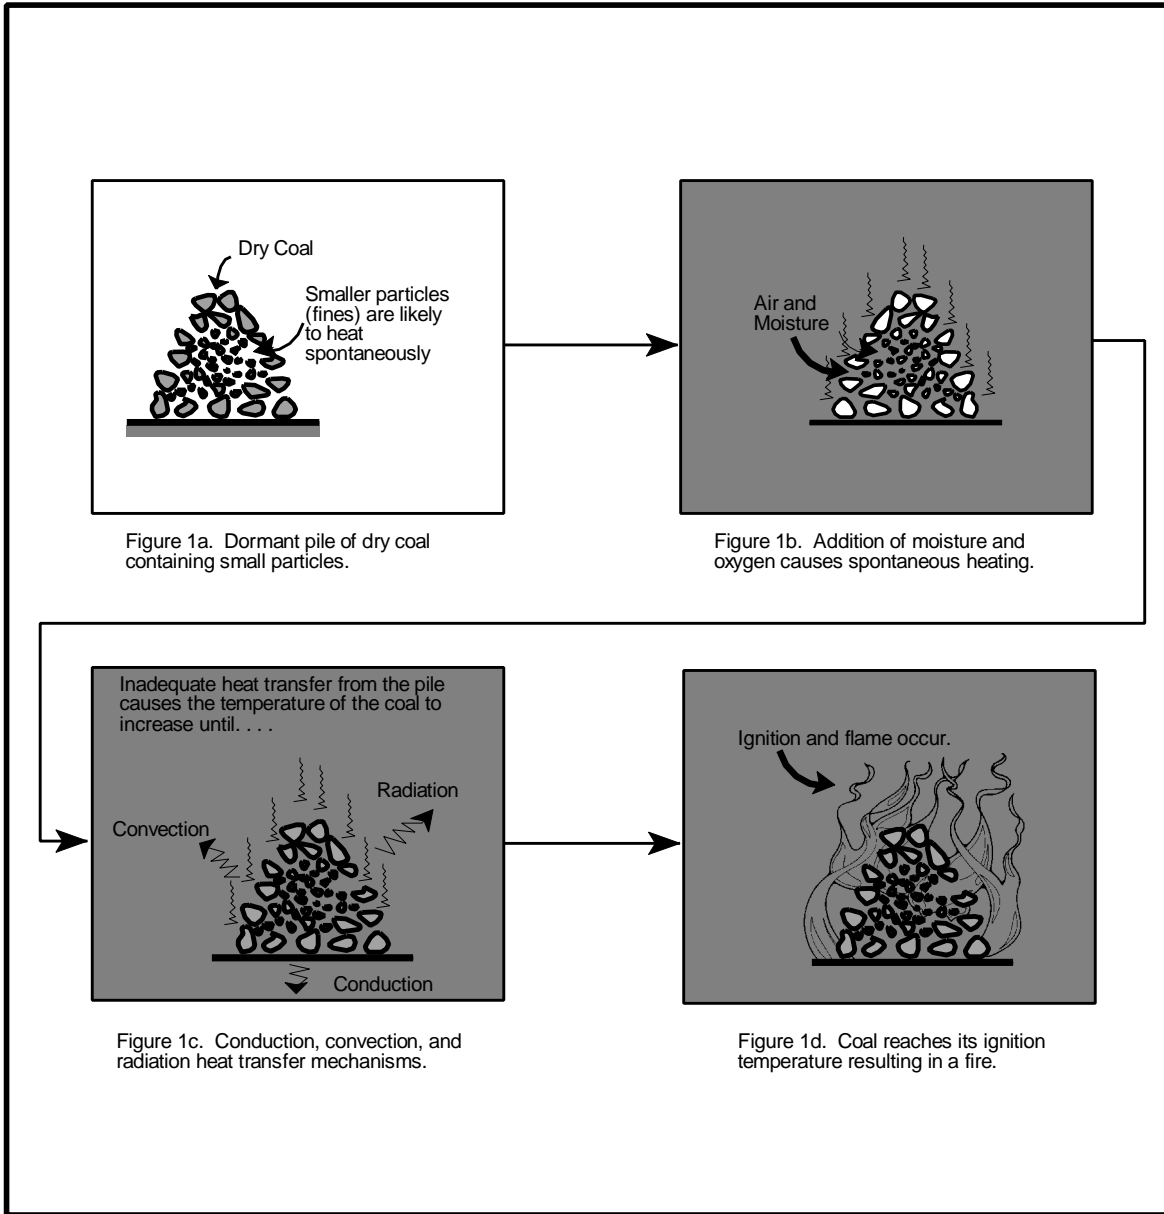 Dry Coal
Smaller particles
(fines) are likely
to heat
spontaneously
Figure 1a.  Dormant pile of dry coal
containing small particles.
Air and
Moisture
Figure 1b.  Addition of moisture and
oxygen causes spontaneous heating.
Inadequate heat transfer from the pile
causes the temperature of the coal to
increase until. . . .
Radiation
Convection
Conduction
Figure 1c.  Conduction, convection, and
radiation heat transfer mechanisms.
Ignition and flame occur.
Figure 1d.  Coal reaches its ignition
temperature resulting in a fire.